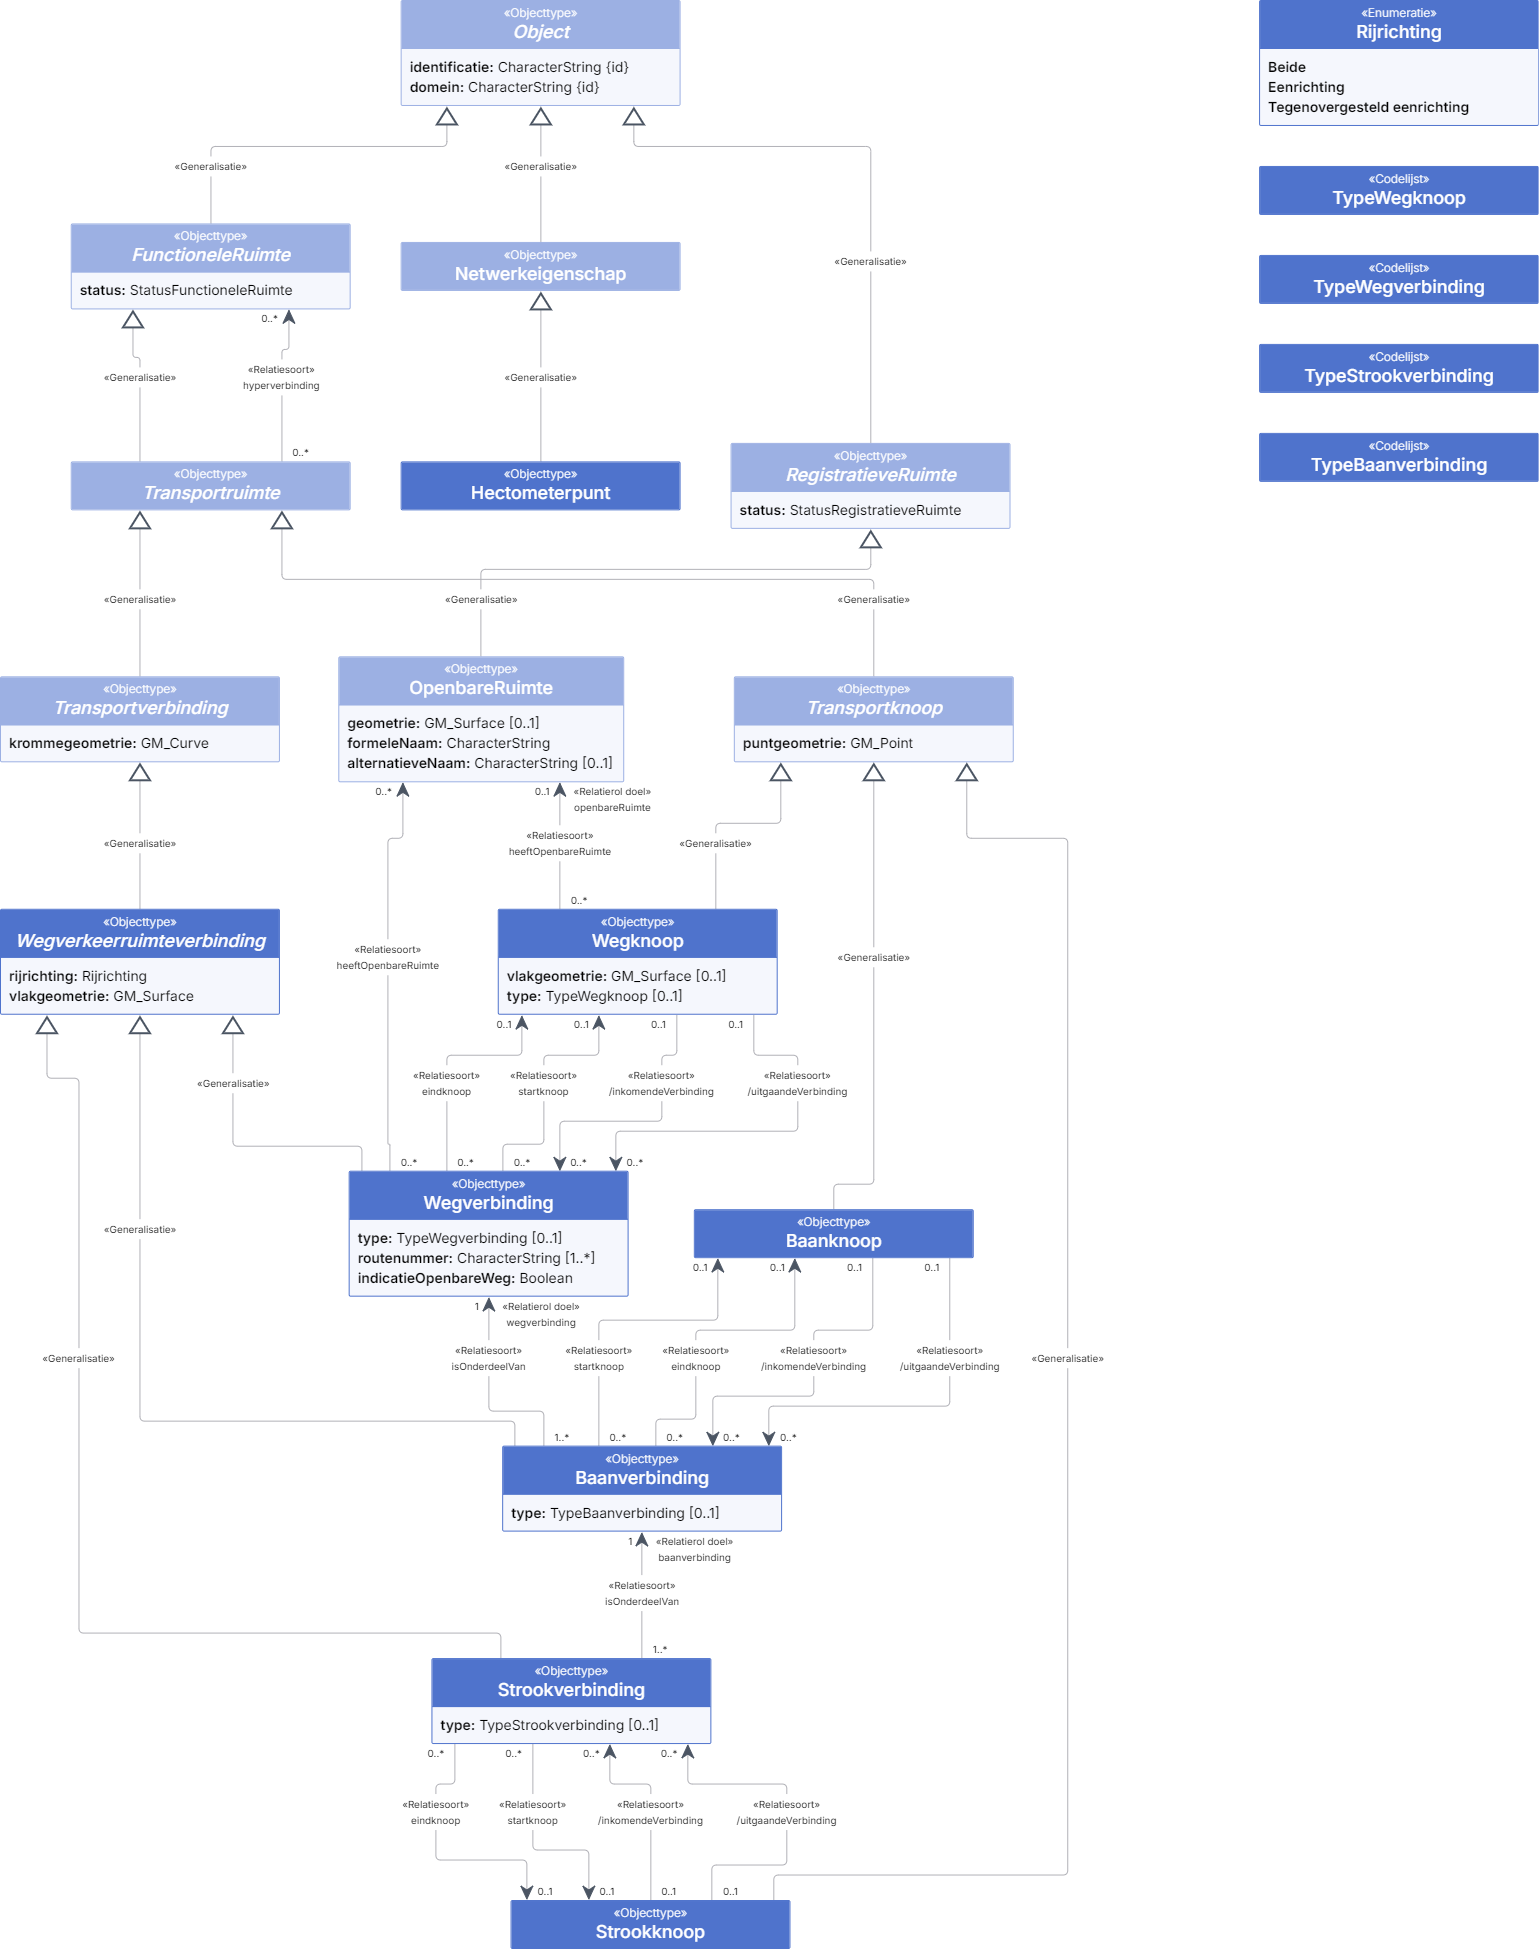 «Objecttype»
Object
identificatie: CharacterString {id}
domein: CharacterString {id}
«Enumeratie»
Rijrichting
Beide
Eenrichting
Tegenovergesteld eenrichting
«Generalisatie»
«Generalisatie»
«Generalisatie»
«Codelijst»
TypeWegknoop
«Codelijst»
TypeWegverbinding
«Codelijst»
TypeStrookverbinding
«Codelijst»
TypeBaanverbinding
«Objecttype»
FunctioneleRuimte
status: StatusFunctioneleRuimte
«Objecttype»
Netwerkeigenschap
0..*
«Generalisatie»
«Relatiesoort»
hyperverbinding
0..*
«Generalisatie»
«Objecttype»
Transportruimte
«Objecttype»
Hectometerpunt
«Objecttype»
RegistratieveRuimte
status: StatusRegistratieveRuimte
«Generalisatie»
«Generalisatie»
«Generalisatie»
«Objecttype»
Transportverbinding
krommegeometrie: GM_Curve
«Objecttype»
OpenbareRuimte
geometrie: GM_Surface [0..1]
formeleNaam: CharacterString
alternatieveNaam: CharacterString [0..1]
«Objecttype»
Transportknoop
puntgeometrie: GM_Point
0..*
0..1
«Relatierol doel»
openbareRuimte
«Generalisatie»
«Relatiesoort»
heeftOpenbareRuimte
«Generalisatie»
0..*
«Objecttype»
Wegverkeerruimteverbinding
rijrichting: Rijrichting
vlakgeometrie: GM_Surface
«Relatiesoort»
heeftOpenbareRuimte
«Objecttype»
Wegknoop
vlakgeometrie: GM_Surface [0..1]
type: TypeWegknoop [0..1]
«Generalisatie»
0..1
0..1
0..1
0..1
«Generalisatie»
«Relatiesoort»
eindknoop
«Relatiesoort»
startknoop
«Relatiesoort»
/inkomendeVerbinding
«Relatiesoort»
/uitgaandeVerbinding
0..*
0..*
0..*
0..*
0..*
«Objecttype»
Wegverbinding
type: TypeWegverbinding [0..1]
routenummer: CharacterString [1..*]
indicatieOpenbareWeg: Boolean
«Generalisatie»
«Objecttype»
Baanknoop
0..1
0..1
0..1
0..1
1
«Relatierol doel»
wegverbinding
«Generalisatie»
«Relatiesoort»
isOnderdeelVan
«Relatiesoort»
startknoop
«Relatiesoort»
eindknoop
«Relatiesoort»
/inkomendeVerbinding
«Relatiesoort»
/uitgaandeVerbinding
«Generalisatie»
1..*
0..*
0..*
0..*
0..*
«Objecttype»
Baanverbinding
type: TypeBaanverbinding [0..1]
1
«Relatierol doel»
baanverbinding
«Relatiesoort»
isOnderdeelVan
1..*
«Objecttype»
Strookverbinding
type: TypeStrookverbinding [0..1]
0..*
0..*
0..*
0..*
«Relatiesoort»
eindknoop
«Relatiesoort»
startknoop
«Relatiesoort»
/inkomendeVerbinding
«Relatiesoort»
/uitgaandeVerbinding
0..1
0..1
0..1
0..1
«Objecttype»
Strookknoop